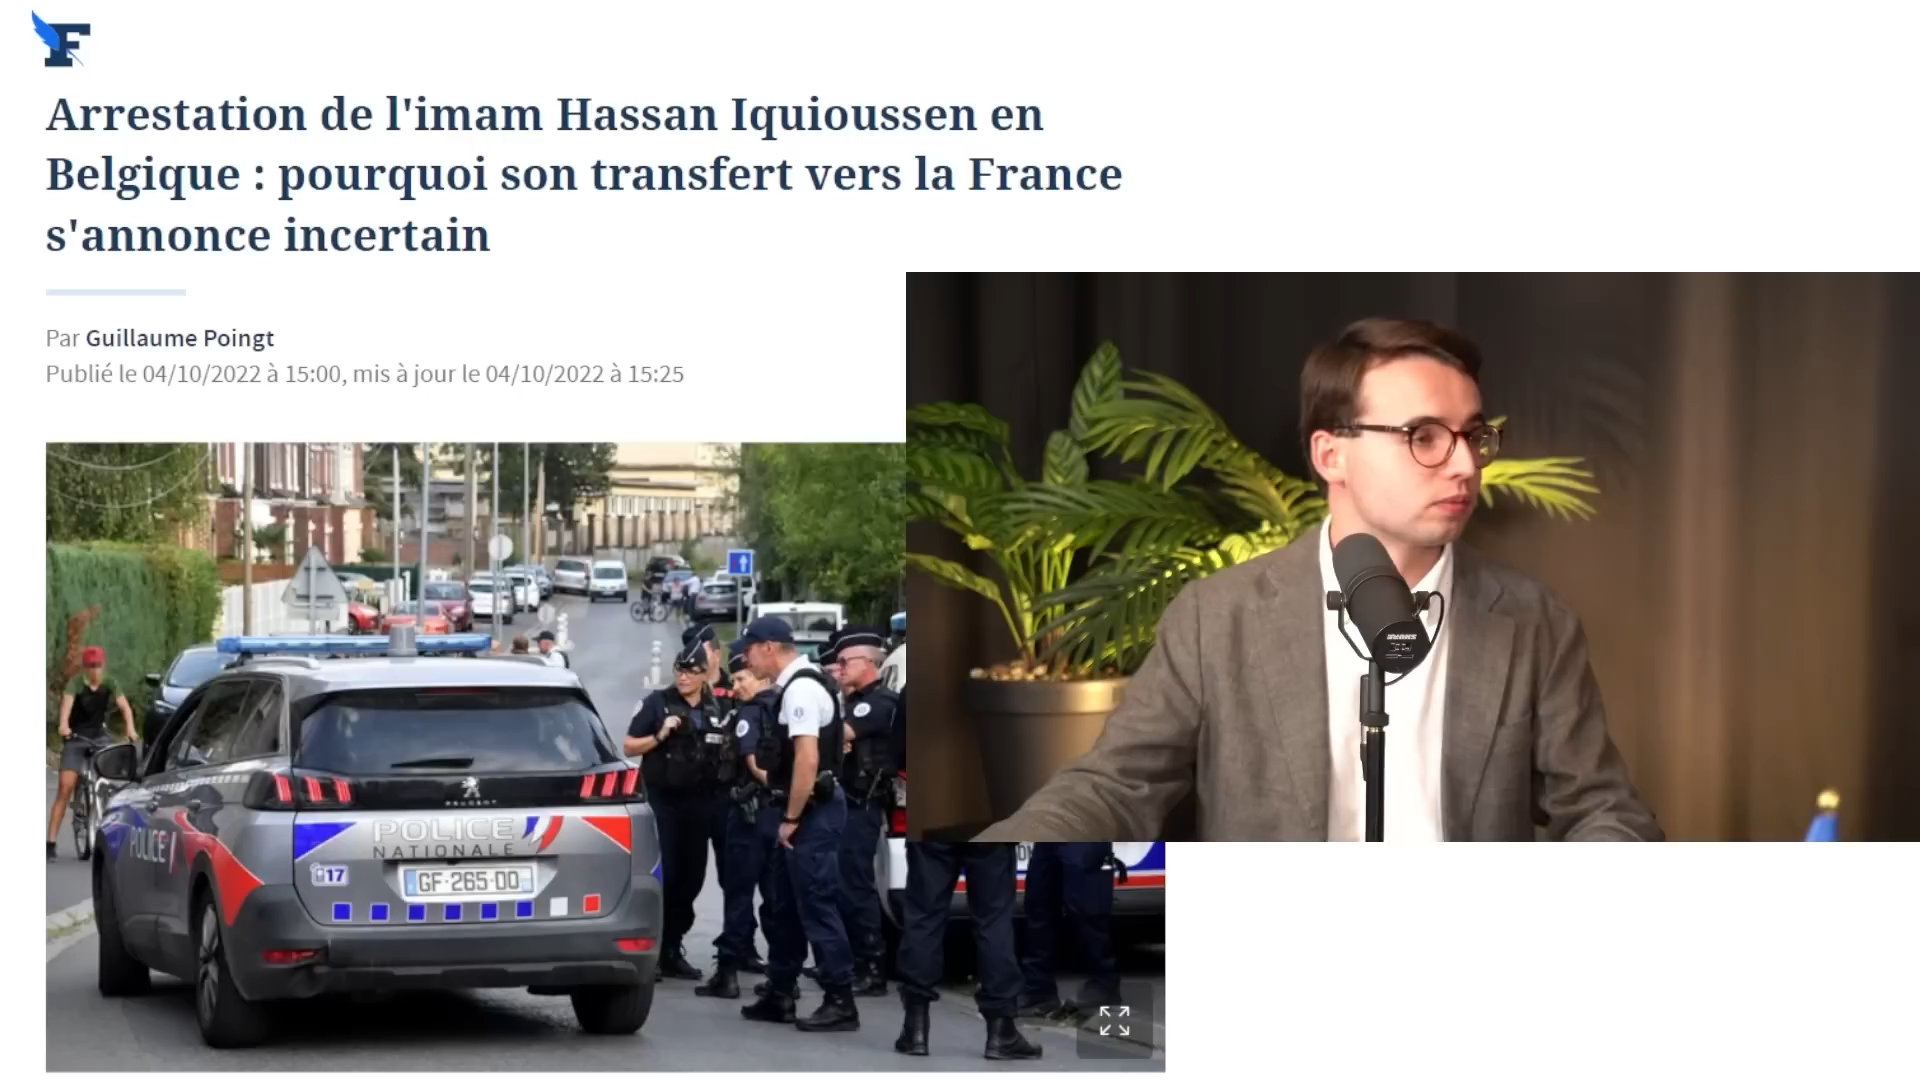 F
Arrestation de l'imam Hassan Iquioussen en
Belgique : pourquoi son transfert vers la France
s'annonce incertain
Par Guillaume Poingt
Publié le 04/10/2022 à 15:00, mis à jour le 04/10/2022 à 15:25
POLICE
POLICE
NATIONALE
17
GF-265-DD
PEUGEOT
SHURE